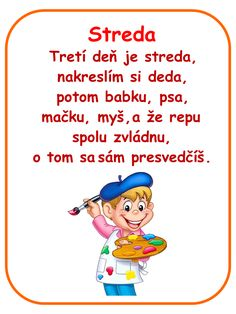 Streda
Tretí deň je streda,
nakreslím si deda,
potom babku, psa,
mačku, myš,a že repu
spolu zvládnu,
o tom sa sám presvedčíš.